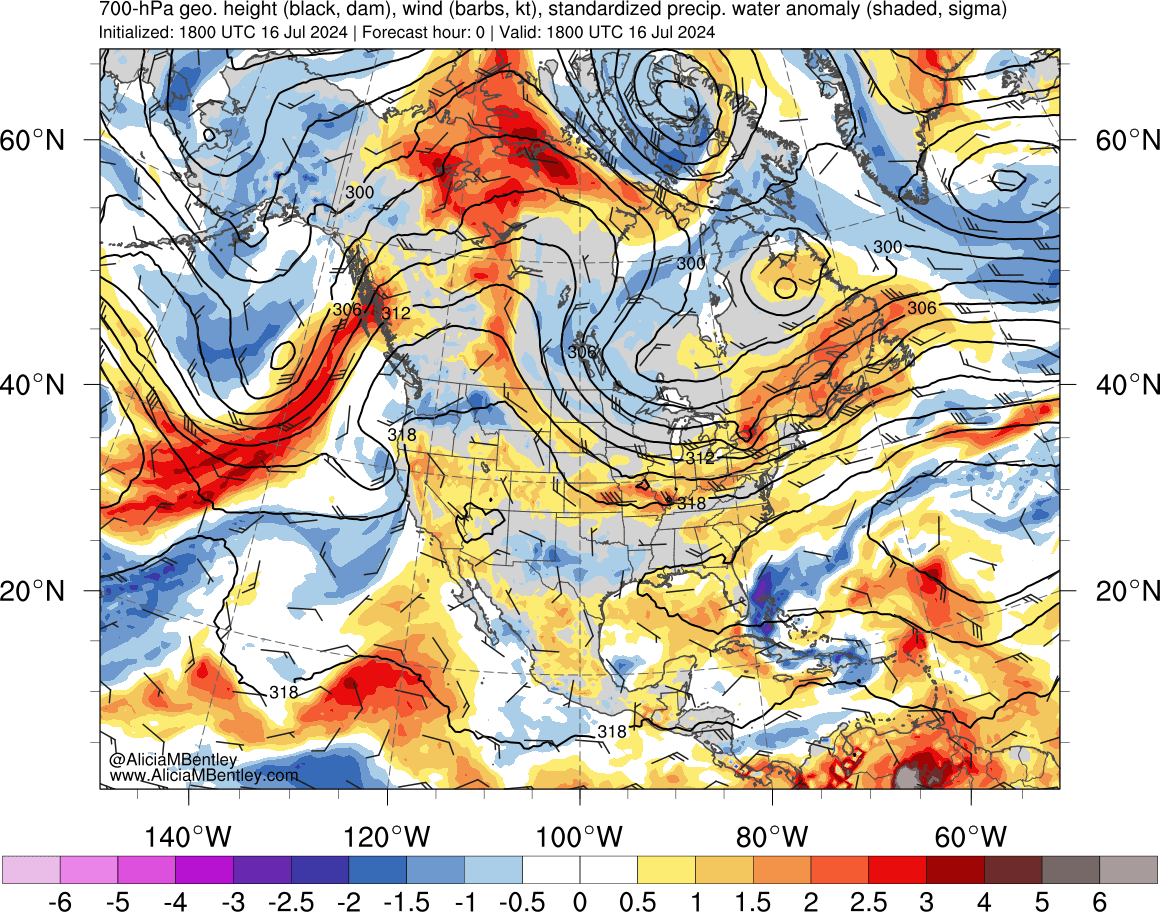 700-hPa geo. height (black, dam), wind (barbs, kt), standardized precip. water anomaly (shaded, sigma)
Initialized: 1800 UTC 16 Jul 2024 | Forecast hour: 0 | Valid: 1800 UTC 16 Jul 2024
60°N 60°N
300
300
300
306 312
306
306
40°N 40°N
318
312
318
20°N 20°N
318
318
@AliciaMBentley
www.AliciaMBentley.com
140°W 120°W 100°W 80°W 60°W
-6 -5 -4 -3 -2.5 -2 -1.5 -1 -0.5 0 0.5 1 1.5 2 2.5 3 4 5 6